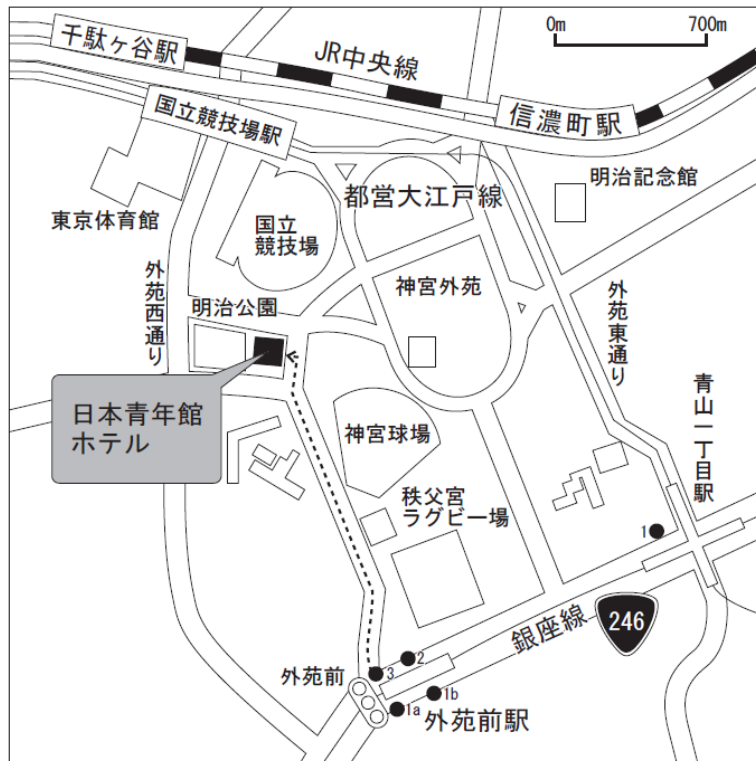 0m 700m
千駄ヶ谷駅
JR中央線
信濃町駅
国立競技場駅
東京体育館
国立
競技場
都営大江戸線
明治記念館
外苑西通り
明治公園
神宮外苑
外苑東通り
日本青年館
ホテル
神宮球場
青山一丁目駅
秩父宮
ラグビー場
1
銀座線
246
2
3
外苑前
1b
1a
外苑前駅